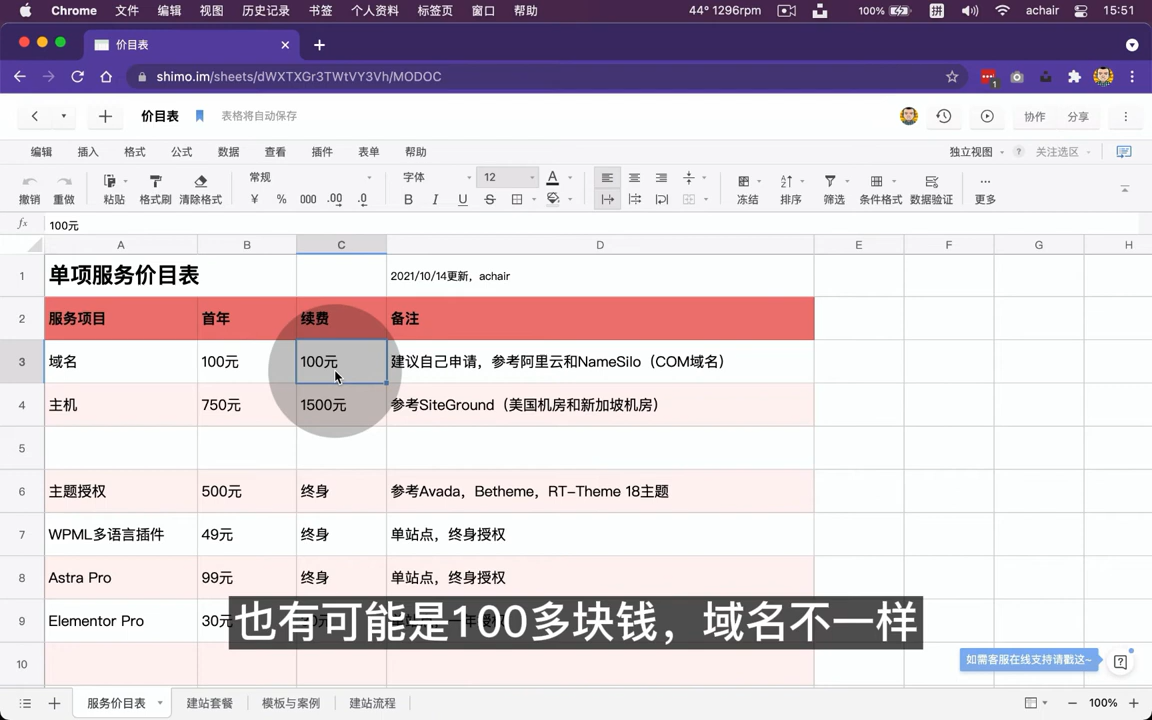 Chrome 文件 编辑 视图 历史记录 书签 个人资料 标签页 窗口 帮助 44° 1296rpm 100% 拼 achair 15:51
价目表
shimo.im/sheets/dWXTXGr3TWtVY3Vh/MODOC
价目表 表格将自动保存 协作 分享
编辑 插入 格式 公式 数据 查看 插件 表单 帮助 独立视图 关注选区
常规 字体 12
撤销 重做 粘贴 格式刷 清除格式 ¥ % 000 .00 .0 B I U S 冻结 排序 筛选 条件格式 数据验证 更多
fx 100元
A B C D E F G H
1 单项服务价目表 2021/10/14更新，achair
2 服务项目 首年 续费 备注
3 域名 100元 100元 建议自己申请，参考阿里云和NameSilo（COM域名）
4 主机 750元 1500元 参考SiteGround（美国机房和新加坡机房）
5
6 主题授权 500元 终身 参考Avada，Betheme，RT-Theme 18主题
7 WPML多语言插件 49元 终身 单站点，终身授权
8 Astra Pro 99元 终身 单站点，终身授权
9 Elementor Pro 30元
也有可能是100多块钱，域名不一样
10
如需客服在线支持请戳这~
服务价目表 建站套餐 模板与案例 建站流程 100%